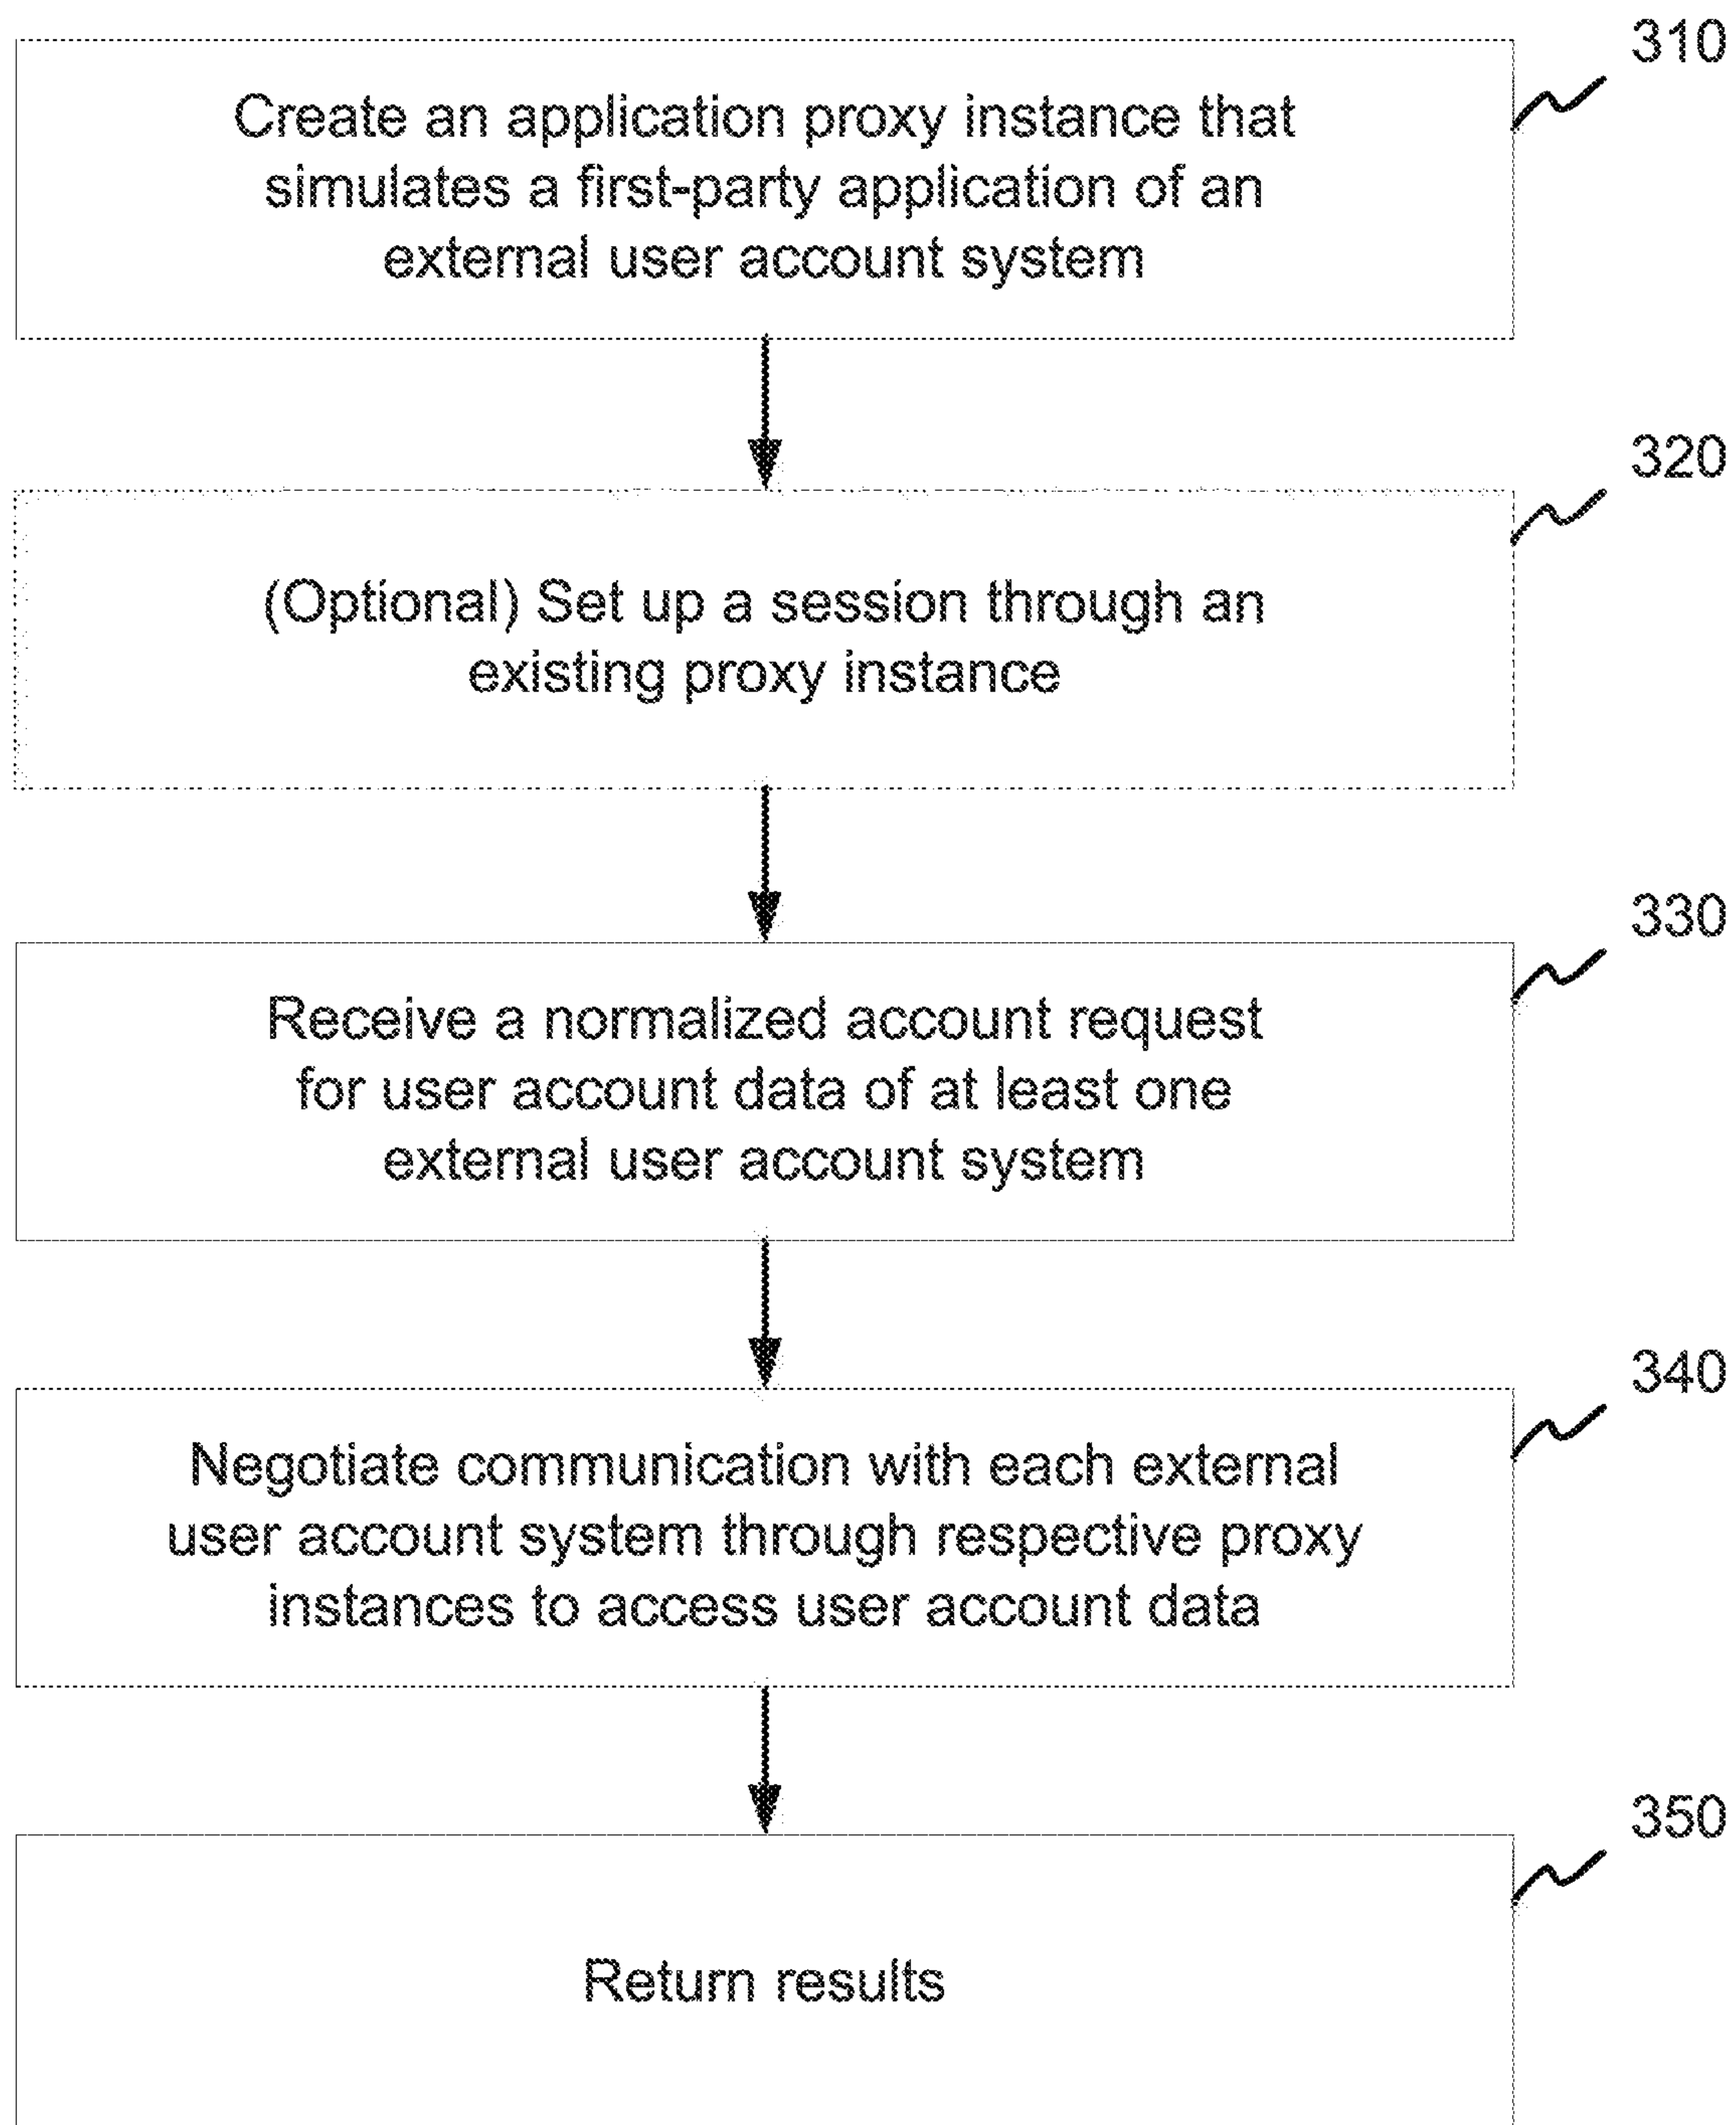 310
Create an application proxy instance that
simulates a first-party application of an
external user account system
320
(Optional) Set up a session through an
existing proxy instance
330
Receive a normalized account request
for user account data of at least one
external user account system
340
Negotiate communication with each external
user account system through respective proxy
instances to access user account data
350
Return results